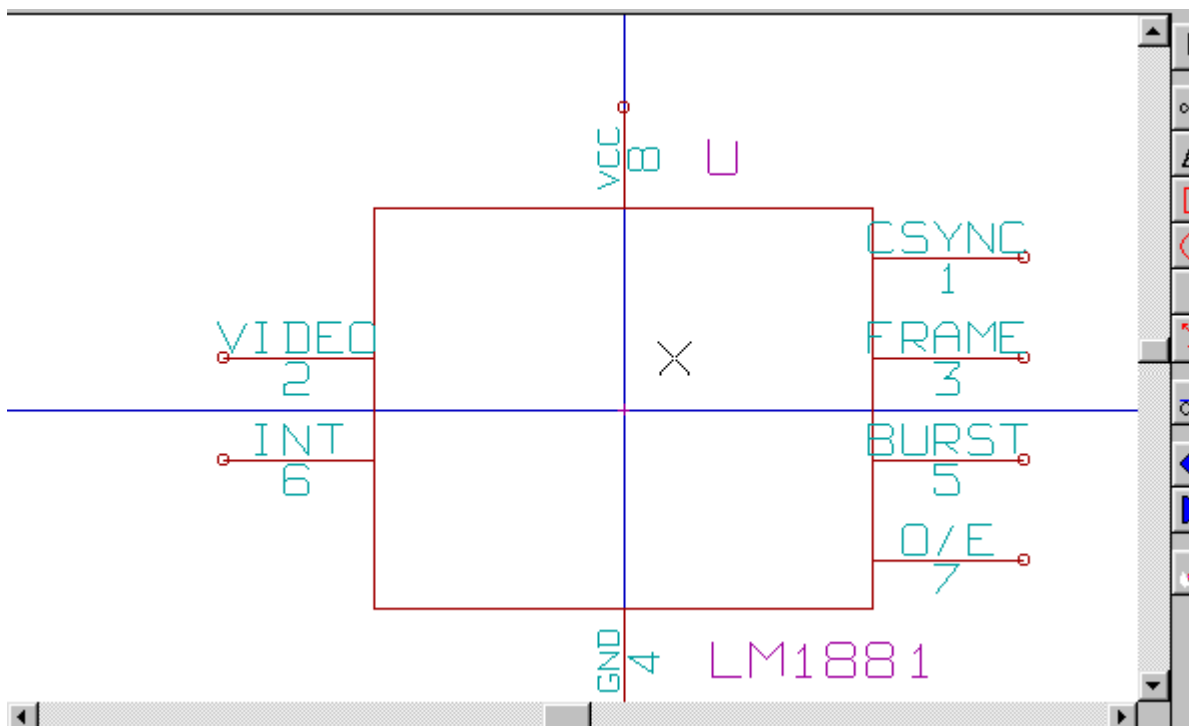 VCC
8
U
CSYNC
1
VIDEO
2
FRAME
3
INT
6
BURST
5
O/E
7
GND
4
LM1881